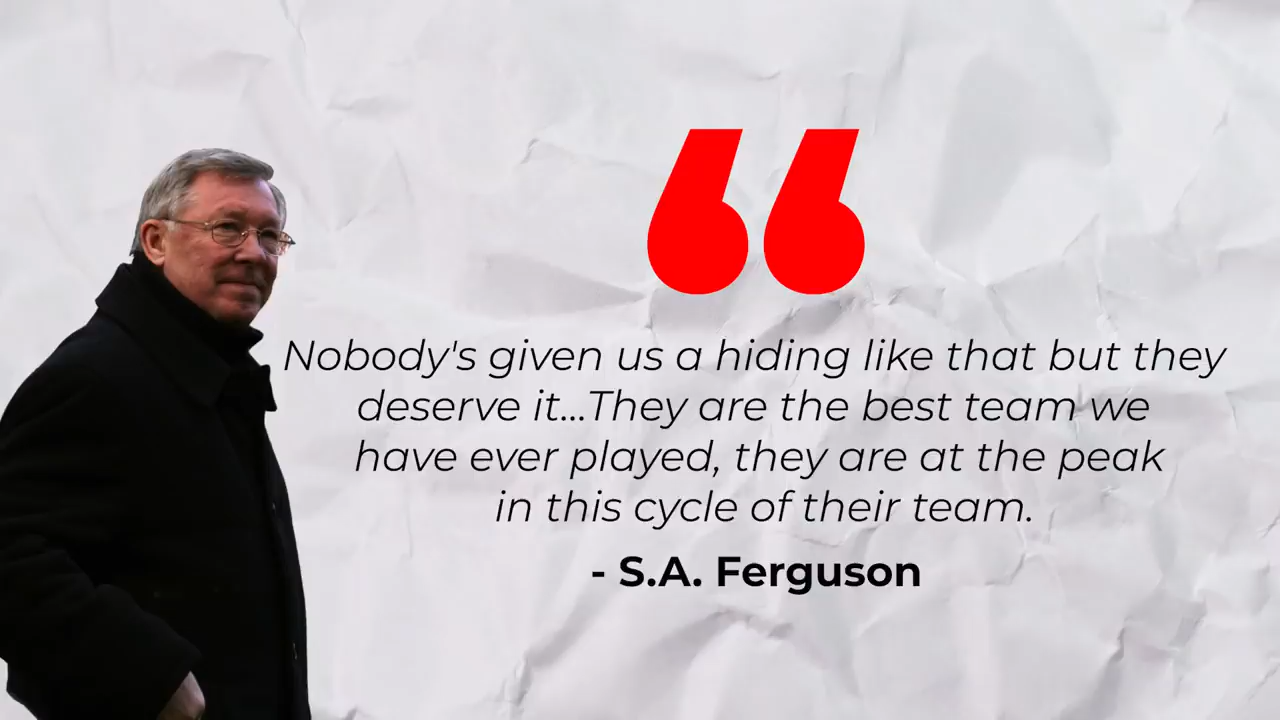 ❝
Nobody's given us a hiding like that but they
deserve it...They are the best team we
have ever played, they are at the peak
in this cycle of their team.
- S.A. Ferguson